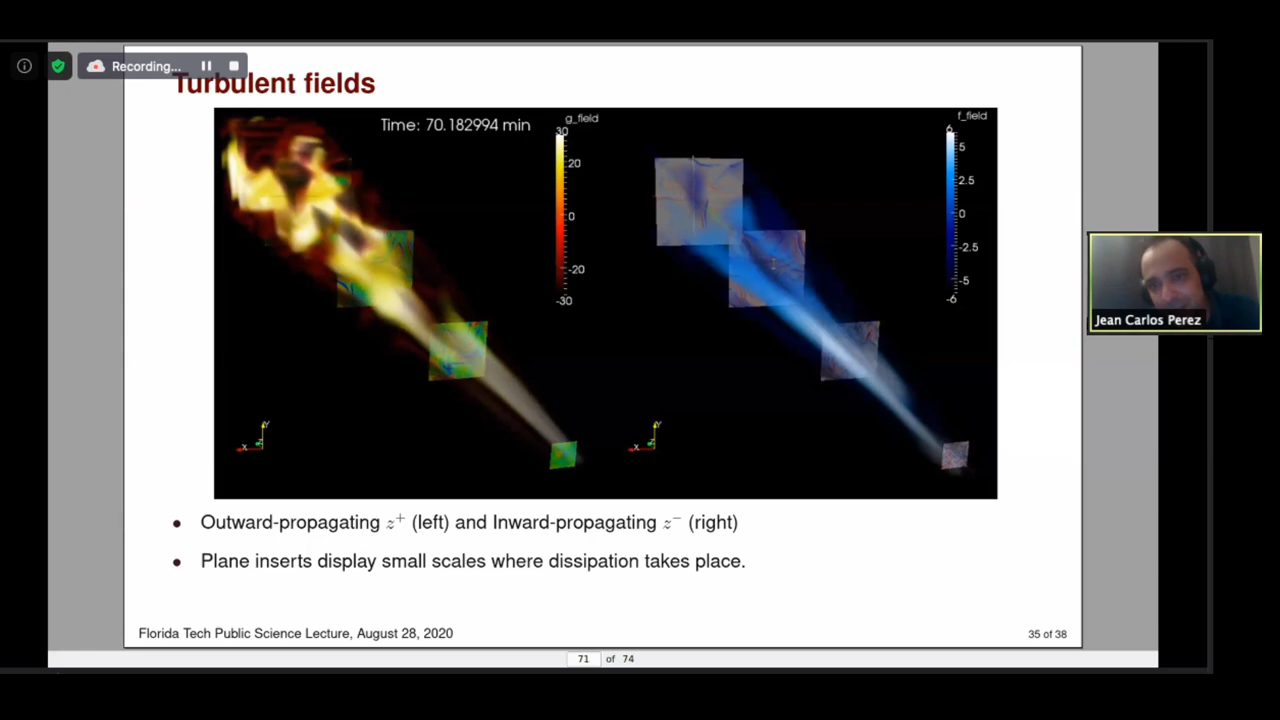 Recording...
Turbulent fields
Time: 70.182994 min
g_field
30
20
0
-20
-30
f_field
6
5
2.5
0
-2.5
-5
-6
Y
X
Z
Y
X
Z
Jean Carlos Perez
• Outward-propagating z⁺ (left) and Inward-propagating z⁻ (right)
• Plane inserts display small scales where dissipation takes place.
Florida Tech Public Science Lecture, August 28, 2020
35 of 38
71 of 74